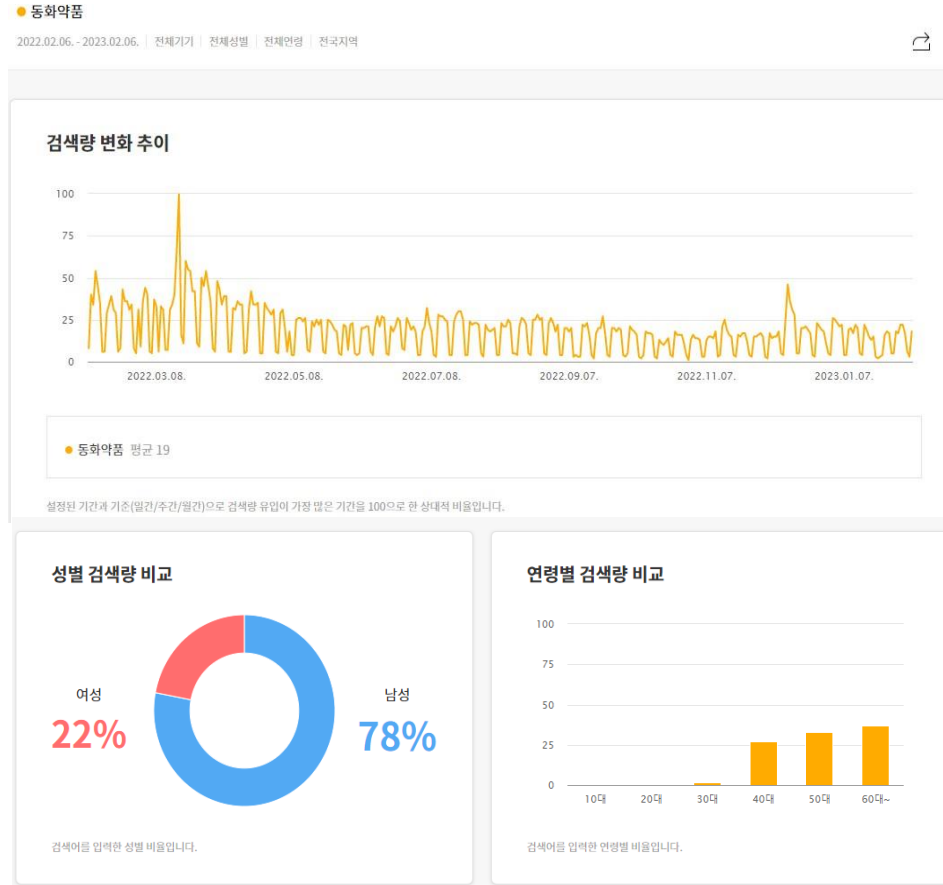 동화약품
2022.02.06. - 2023.02.06. 전체기기 전체성별 전체연령 전국지역
검색량 변화 추이
100
75
50
25
0
2022.03.08. 2022.05.08. 2022.07.08. 2022.09.07. 2022.11.07. 2023.01.07.
동화약품 평균 19
설정된 기간과 기준(일간/주간/월간)으로 검색량 유입이 가장 많은 기간을 100으로 한 상대적 비율입니다.
성별 검색량 비교
여성
22%
남성
78%
검색어를 입력한 성별 비율입니다.
연령별 검색량 비교
100
75
50
25
0
10대 20대 30대 40대 50대 60대~
검색어를 입력한 연령별 비율입니다.